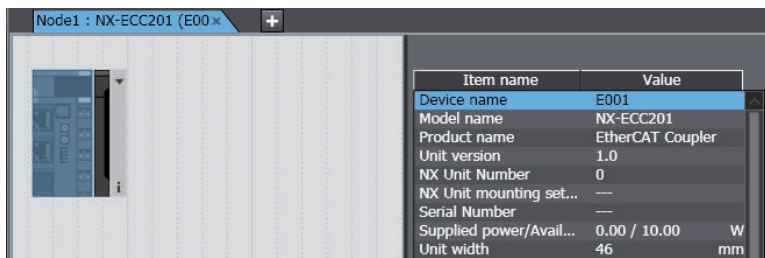 Node1 : NX-ECC201 (E00 × +
Item name Value
Device name E001
Model name NX-ECC201
Product name EtherCAT Coupler
Unit version 1.0
NX Unit Number 0
NX Unit mounting set... ---
Serial Number ---
Supplied power/Avail... 0.00 / 10.00 W
Unit width 46 mm
i